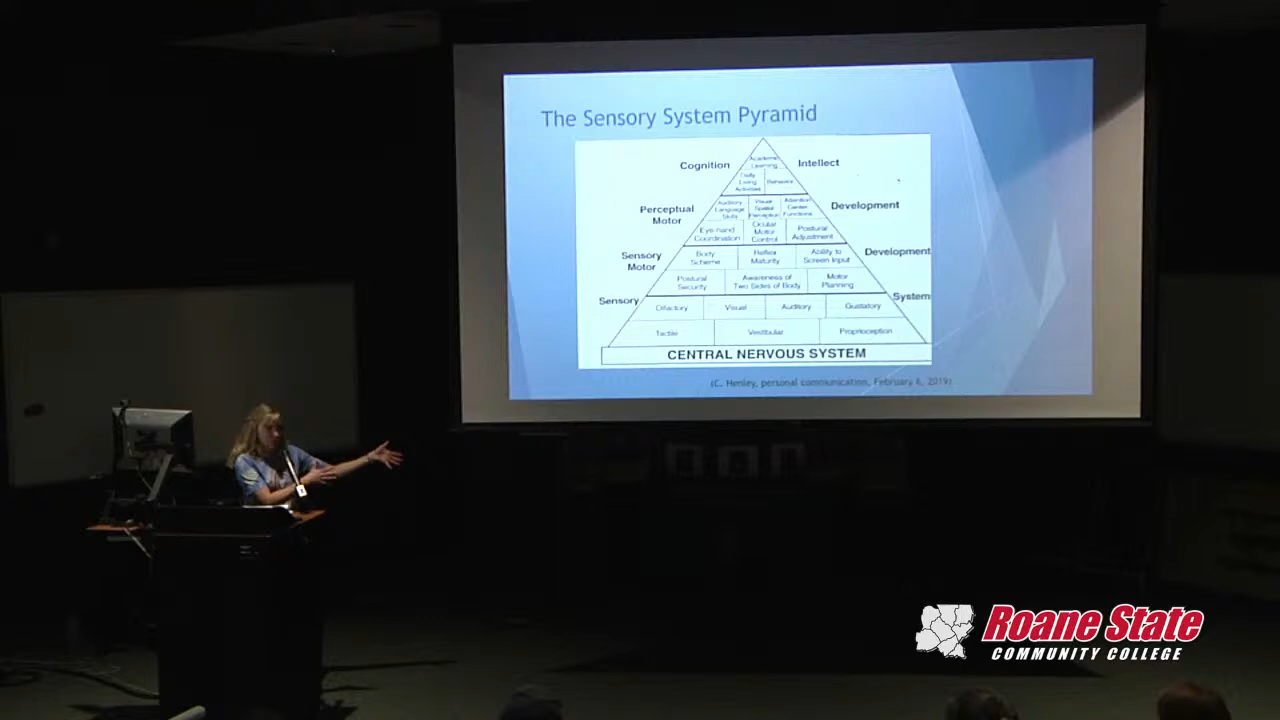 The Sensory System Pyramid
Cognition
Academic Learning
Intellect
Daily Living Activities
Behavior
Perceptual Motor
Auditory Language Skills
Visual Spatial Perception
Attention Center Functions
Development
Eye-hand Coordination
Ocular Motor Control
Postural Adjustment
Sensory Motor
Body Scheme
Reflex Maturity
Ability to Screen Input
Development
Postural Security
Awareness of Two Sides of Body
Motor Planning
Sensory
Olfactory
Visual
Auditory
Gustatory
System
Tactile
Vestibular
Proprioception
CENTRAL NERVOUS SYSTEM
(C. Henley, personal communication, February 6, 2019)
Roane State
COMMUNITY COLLEGE